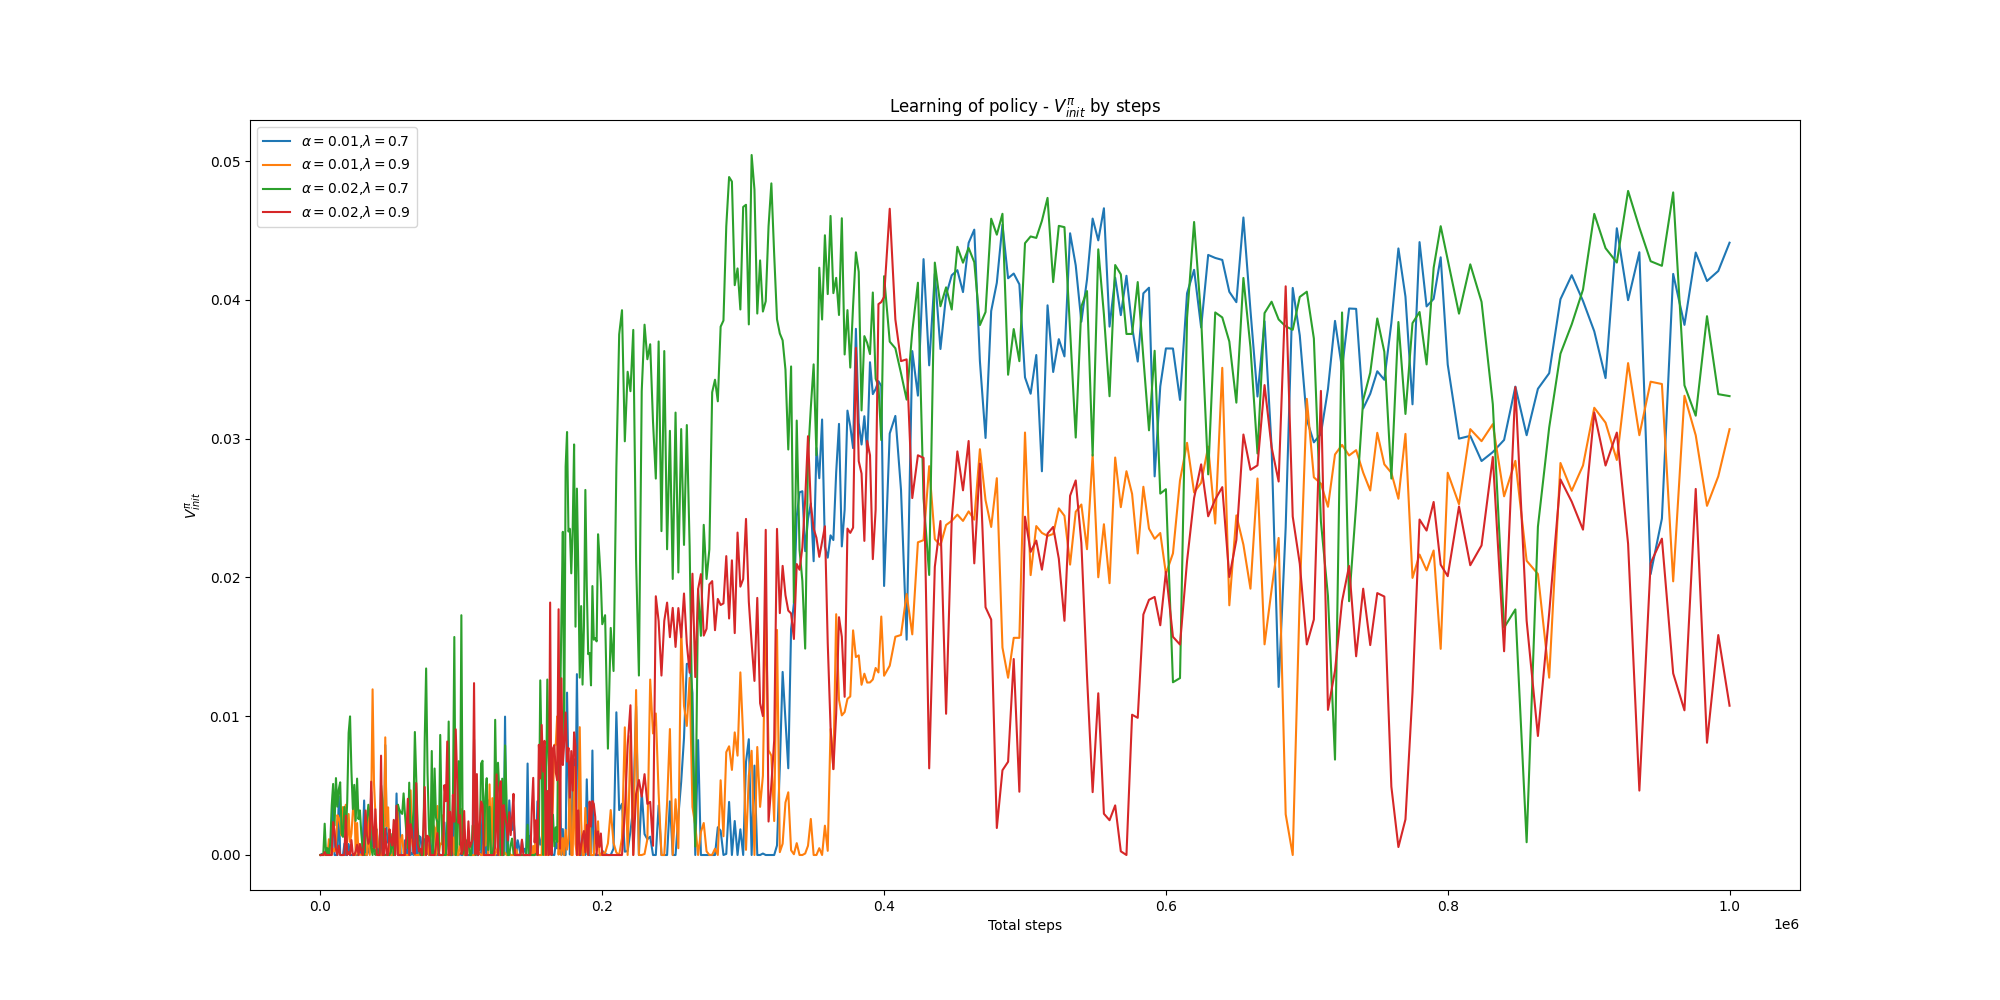 Learning of policy - $V^{\pi}_{init}$ by steps
α = 0.01,λ = 0.7
α = 0.01,λ = 0.9
α = 0.02,λ = 0.7
α = 0.02,λ = 0.9
0.05
0.04
0.03
0.02
0.01
0.00
$V^{\pi}_{init}$
0.0 0.2 0.4 0.6 0.8 1.0
Total steps
1e6